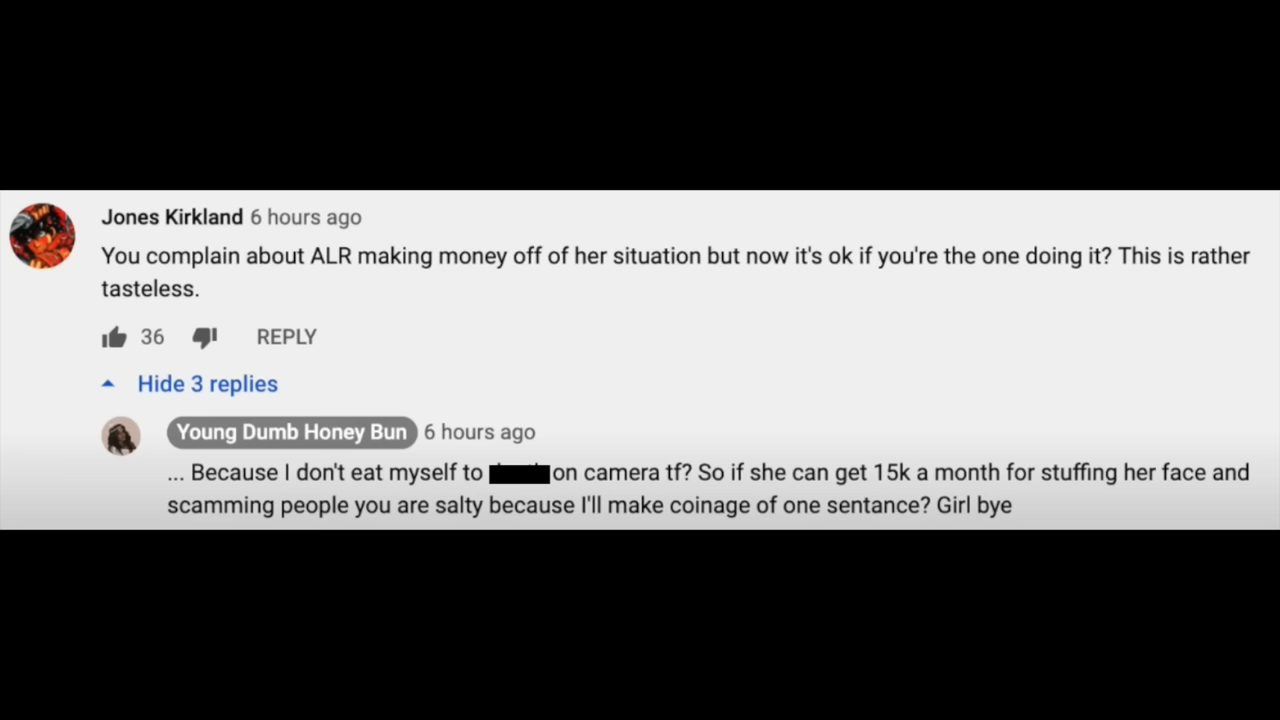 Jones Kirkland 6 hours ago
You complain about ALR making money off of her situation but now it's ok if you're the one doing it? This is rather
tasteless.
36 REPLY
Hide 3 replies
Young Dumb Honey Bun 6 hours ago
... Because I don't eat myself to on camera tf? So if she can get 15k a month for stuffing her face and
scamming people you are salty because I'll make coinage of one sentance? Girl bye